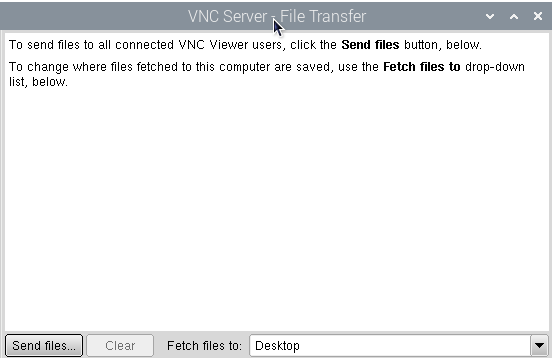 VNC Server - File Transfer
To send files to all connected VNC Viewer users, click the Send files button, below.
To change where files fetched to this computer are saved, use the Fetch files to drop-down
list, below.
Send files... Clear Fetch files to: Desktop